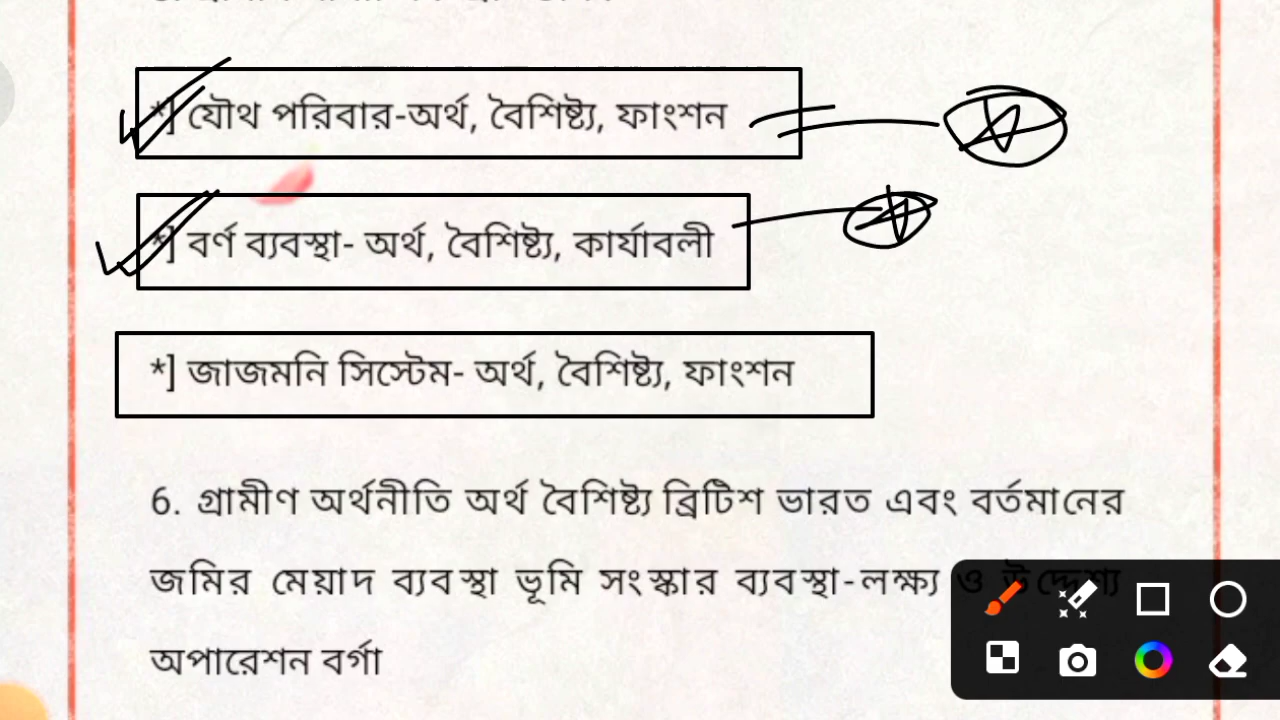 *] যৌথ পরিবার-অর্থ, বৈশিষ্ট্য, ফাংশন
*] বর্ণ ব্যবস্থা- অর্থ, বৈশিষ্ট্য, কার্যাবলী
*] জাজমনি সিস্টেম- অর্থ, বৈশিষ্ট্য, ফাংশন
6. গ্রামীণ অর্থনীতি অর্থ বৈশিষ্ট্য ব্রিটিশ ভারত এবং বর্তমানের
জমির মেয়াদ ব্যবস্থা ভূমি সংস্কার ব্যবস্থা-লক্ষ্য ও উদ্দেশ্য
অপারেশন বর্গা